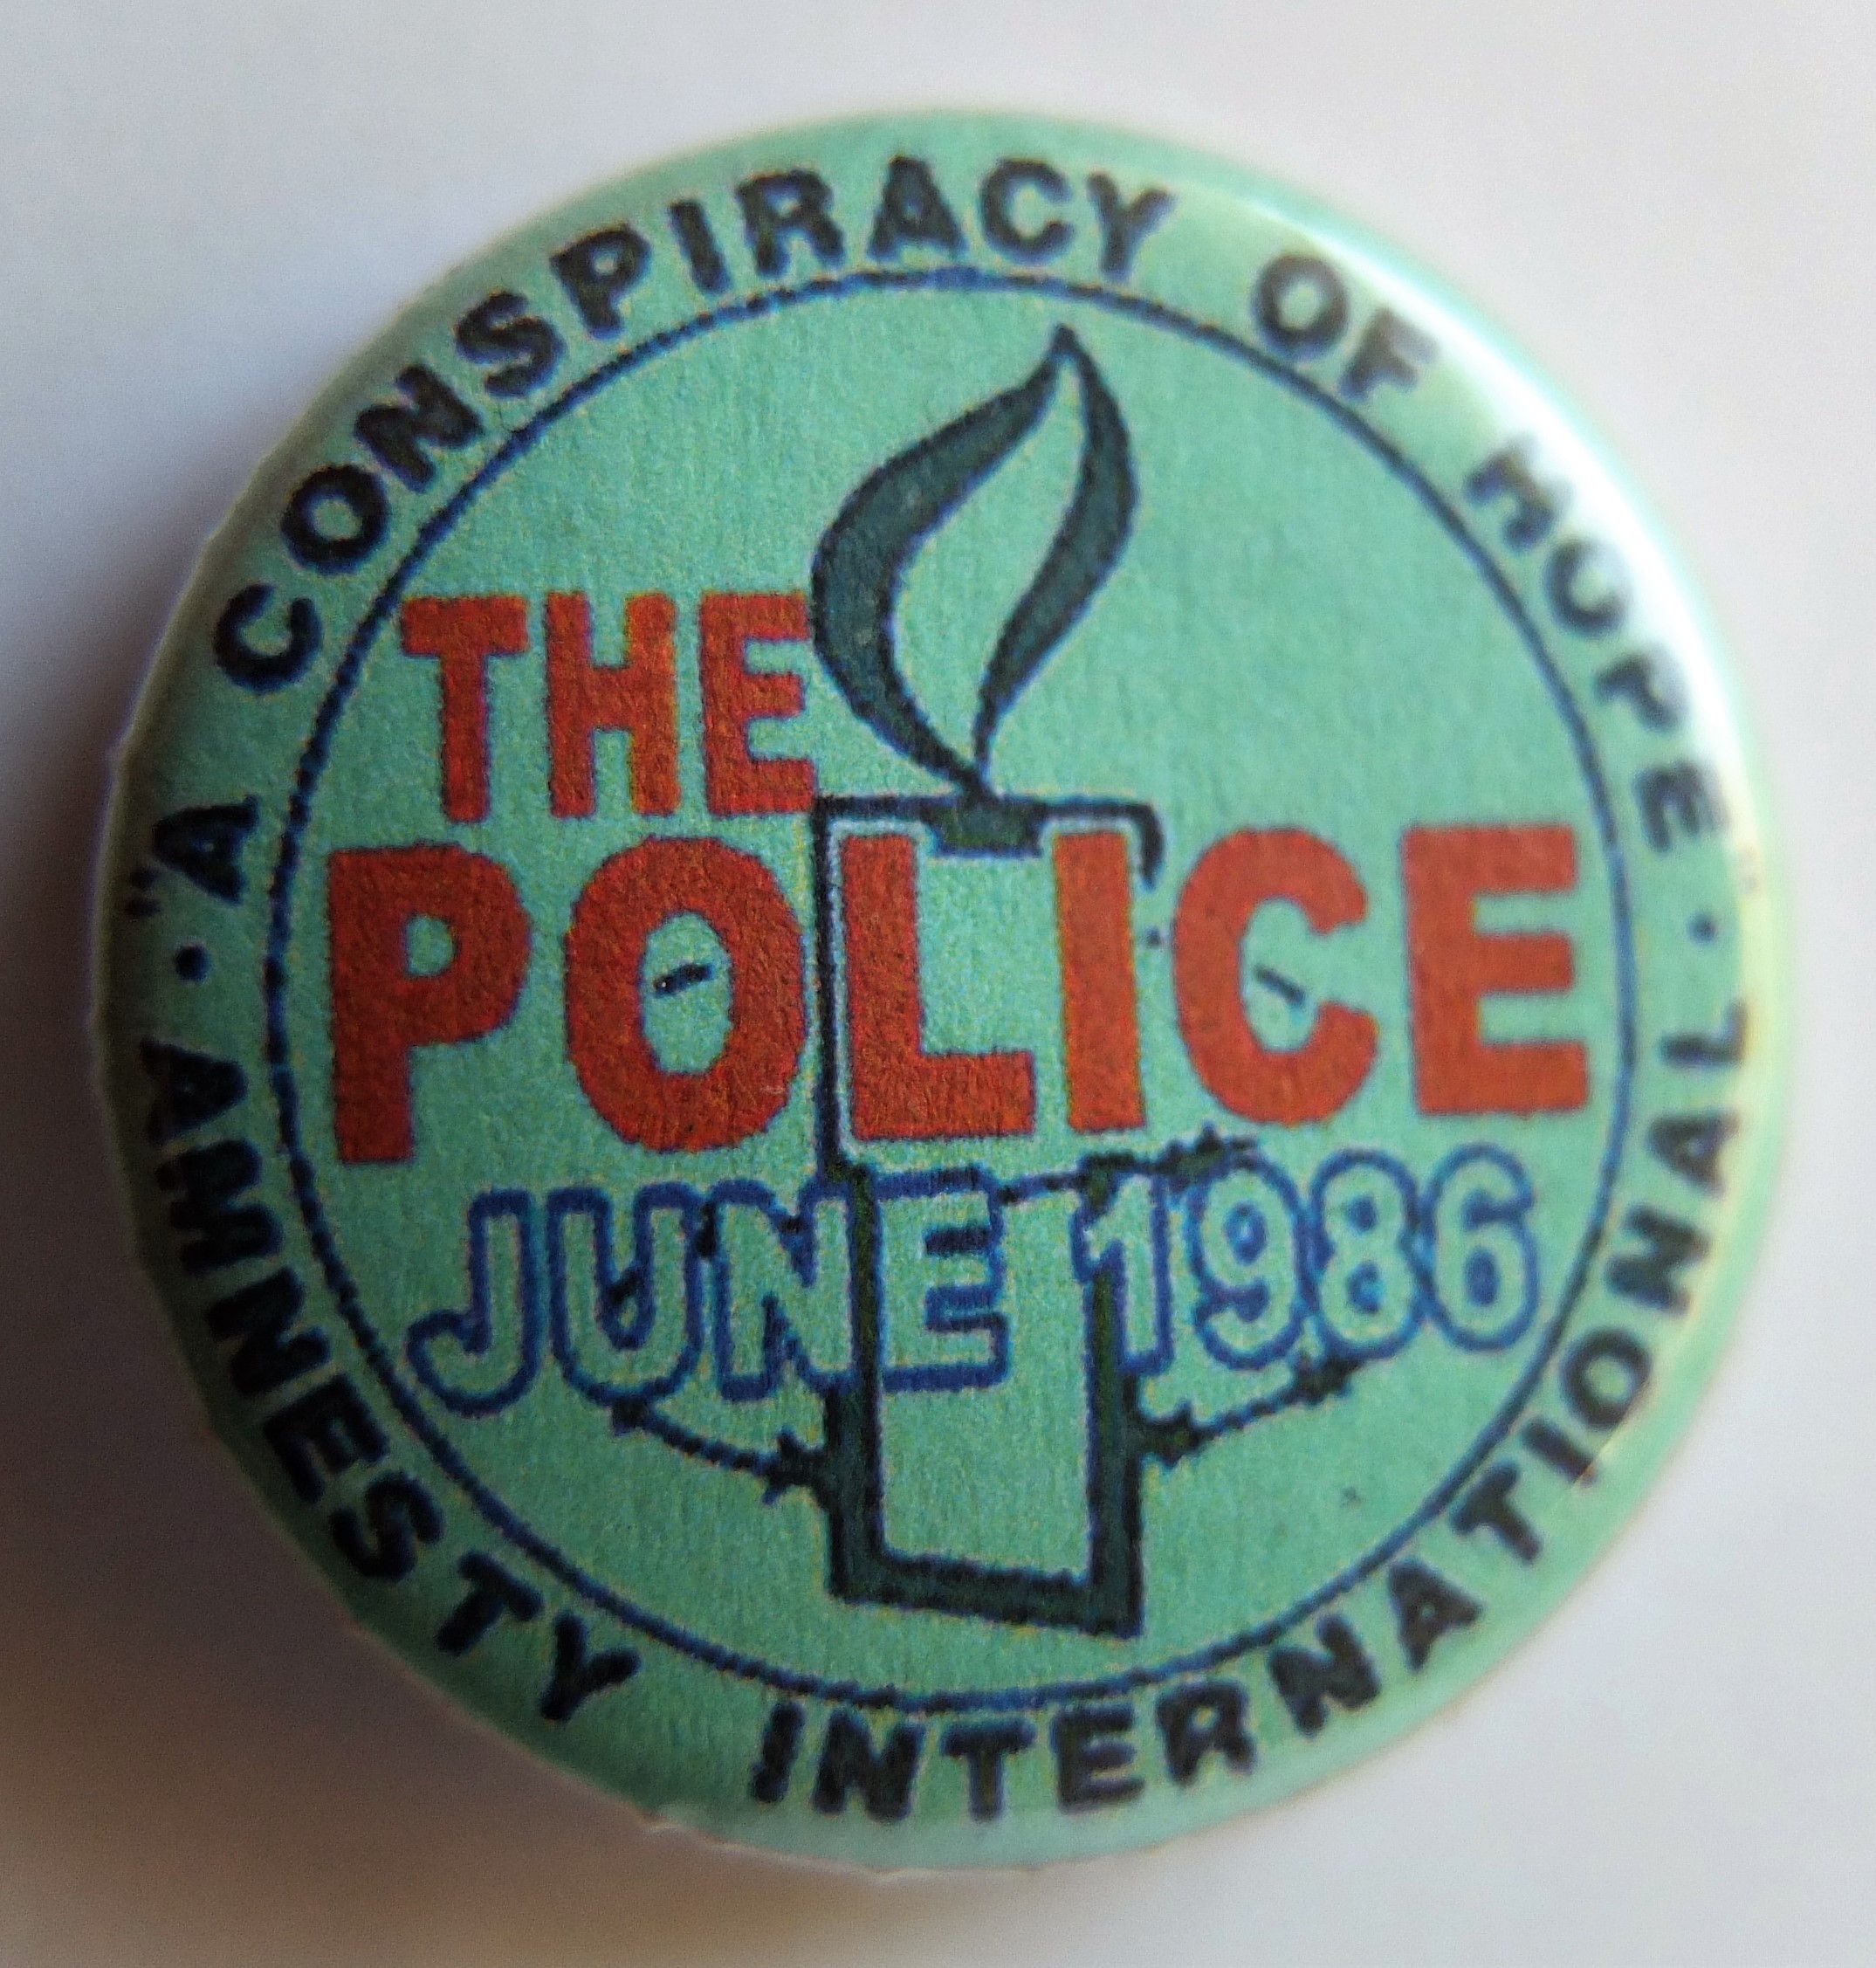 "A CONSPIRACY OF HOPE"
THE
POLICE
JUNE 1986
• AMNESTY INTERNATIONAL •